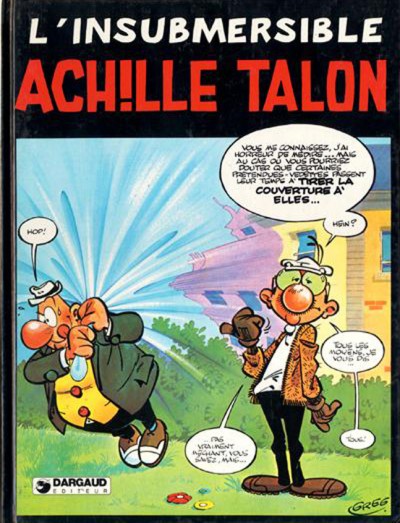 L'INSUBMERSIBLE
ACH!LLE TALON
VOUS ME CONNAISSEZ, J'AI
HORREUR DE MÉDIRE... MAIS
AU CAS OÙ VOUS POURRIEZ
DOUTER QUE CERTAINES
PRÉTENDUES-VEDETTES PASSENT
LEUR TEMPS À TIRER LA
COUVERTURE À
ELLES...
HOP!
HEIN?
TOUS LES
MOYENS, JE
VOUS DIS...
TOUS!
...PAS
VRAIMENT
MÉCHANT, VOUS
SAVEZ, MAIS...
DARGAUD
EDITEUR
GREG